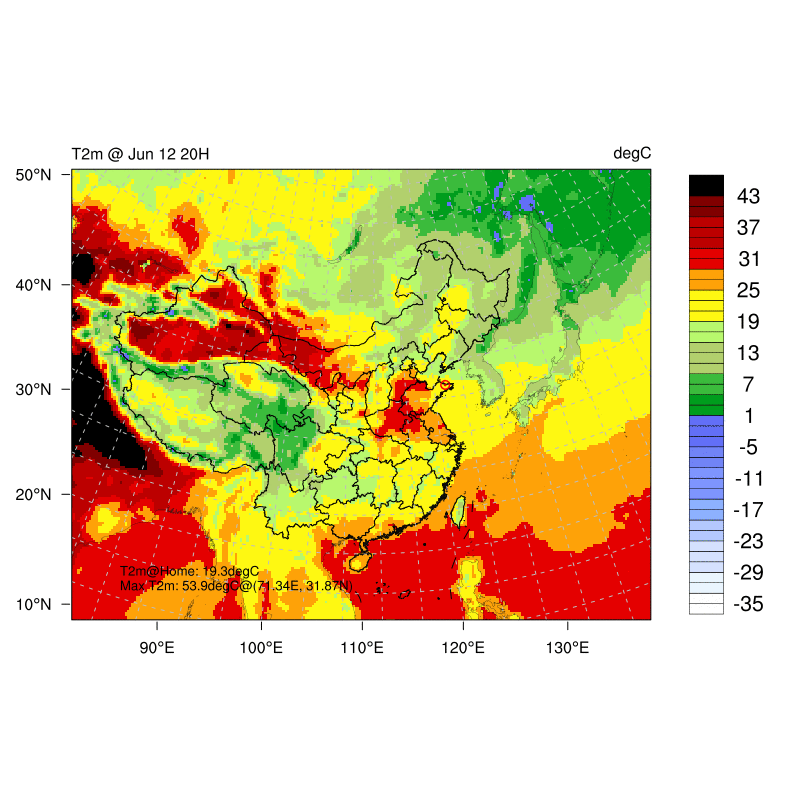 T2m @ Jun 12 20H
degC
50°N
40°N
30°N
20°N
10°N
43
37
31
25
19
13
7
1
-5
-11
-17
-23
-29
-35
T2m@Home: 19.3degC
Max T2m: 53.9degC@(71.34E, 31.87N)
90°E
100°E
110°E
120°E
130°E